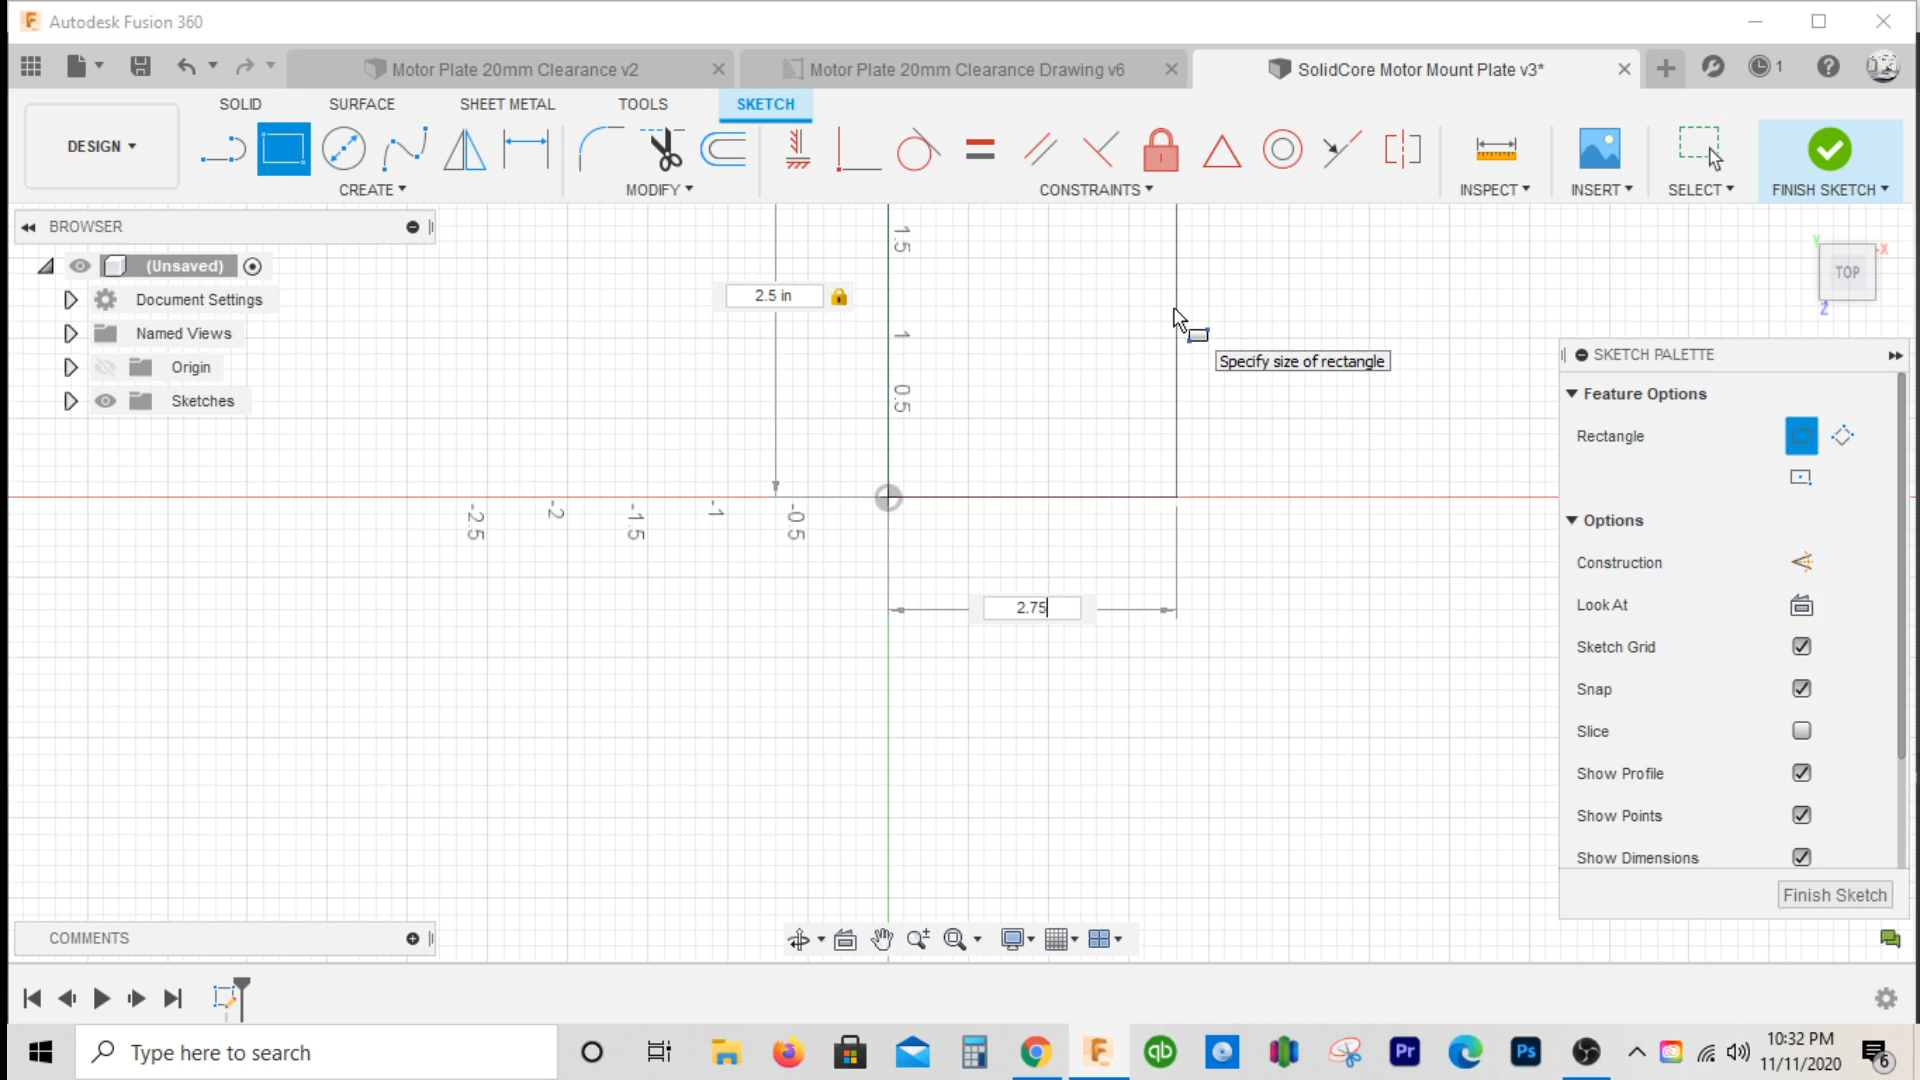 Autodesk Fusion 360
Motor Plate 20mm Clearance v2
Motor Plate 20mm Clearance Drawing v6
SolidCore Motor Mount Plate v3*
1
SOLID
SURFACE
SHEET METAL
TOOLS
SKETCH
DESIGN
CREATE
MODIFY
CONSTRAINTS
INSPECT
INSERT
SELECT
FINISH SKETCH
BROWSER
(Unsaved)
Document Settings
Named Views
Origin
Sketches
2.5 in
1.5
1
0.5
-2.5
-2
-1.5
-1
-0.5
2.75
Specify size of rectangle
Y
X
TOP
Z
SKETCH PALETTE
Feature Options
Rectangle
Options
Construction
Look At
Sketch Grid
Snap
Slice
Show Profile
Show Points
Show Dimensions
Finish Sketch
COMMENTS
Type here to search
qb
Pr
Ps
10:32 PM
11/11/2020
6